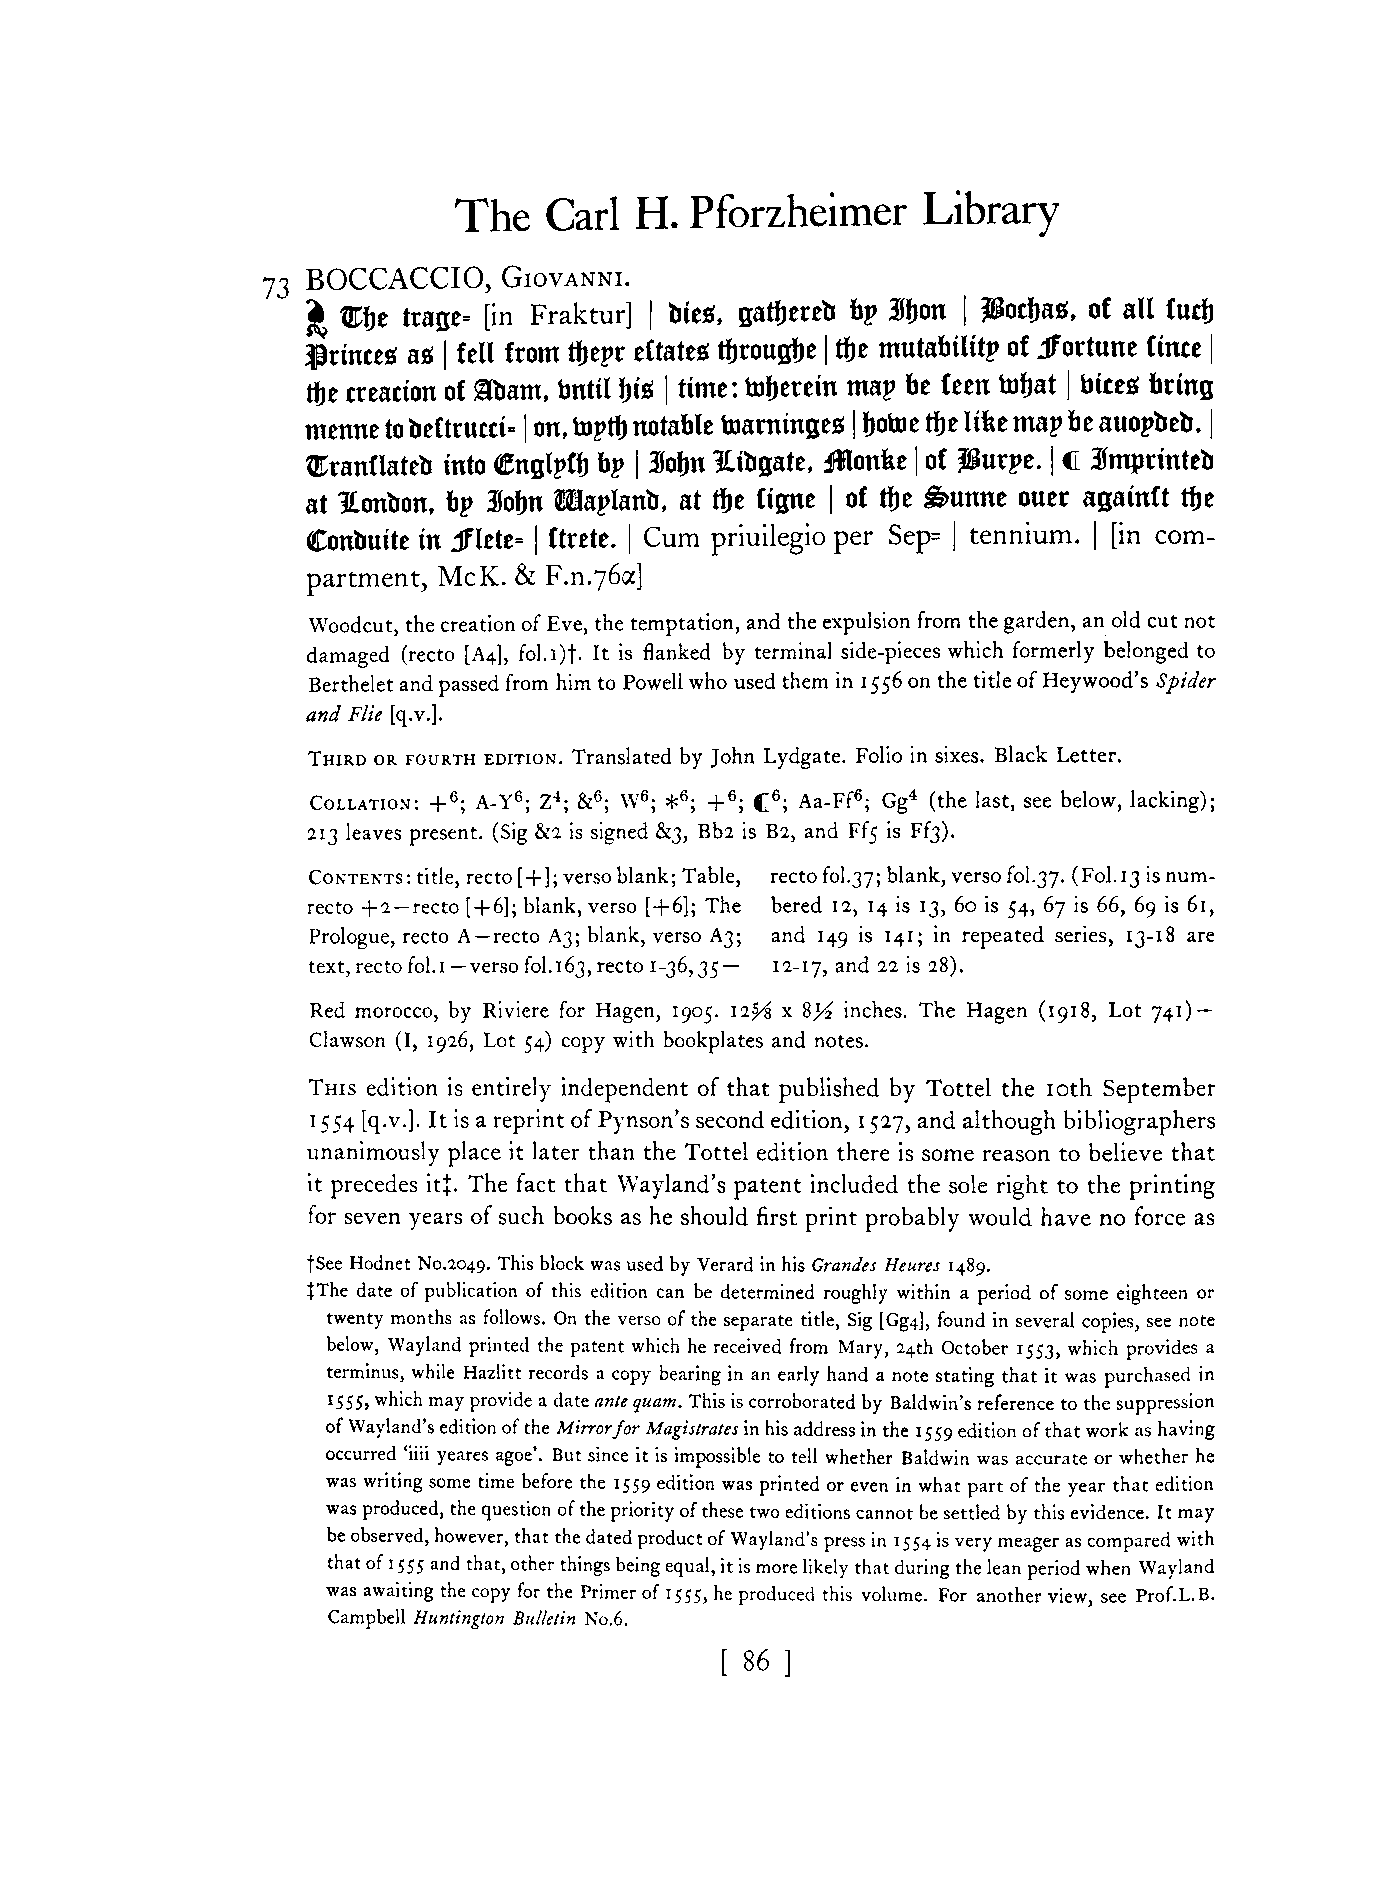 The Carl H. Pforzheimer Library
73 BOCCACCIO, GIOVANNI.
❧ The trage= [in Fraktur] | dies, gathered by Jhon | Bochas, of all ſuch
Princes as | fell from theyr eſtates throughe | the mutability of Fortune ſince |
the creacion of Adam, vntil his | time: wherein may be ſeen what | vices bring
menne to deſtrucci= | on, wyth notable warninges | howe the like may be auoyded. |
Tranſlated into Englyſh by | John Lidgate, Monke | of Burye. | ¶ Imprinted
at London, by John Wayland, at the ſigne | of the Sunne ouer againſt the
Conduite in Flete= | ſtrete. | Cum priuilegio per Sep= | tennium. | [in com-
partment, McK. & F.n.76α]
Woodcut, the creation of Eve, the temptation, and the expulsion from the garden, an old cut not
damaged (recto [A4], fol.1)†. It is flanked by terminal side-pieces which formerly belonged to
Berthelet and passed from him to Powell who used them in 1556 on the title of Heywood's Spider
and Flie [q.v.].
THIRD OR FOURTH EDITION. Translated by John Lydgate. Folio in sixes. Black Letter.
COLLATION: +⁶; A-Y⁶; Z⁴; &⁶; W⁶; *⁶; +⁶; ¶⁶; Aa-Ff⁶; Gg⁴ (the last, see below, lacking);
213 leaves present. (Sig &2 is signed &3, Bb2 is B2, and Ff5 is Ff3).
CONTENTS: title, recto [+]; verso blank; Table,
recto +2—recto [+6]; blank, verso [+6]; The
Prologue, recto A—recto A3; blank, verso A3;
text, recto fol.1—verso fol.163, recto 1-36, 35—
recto fol.37; blank, verso fol.37. (Fol.13 is num-
bered 12, 14 is 13, 60 is 54, 67 is 66, 69 is 61,
and 149 is 141; in repeated series, 13-18 are
12-17, and 22 is 28).
Red morocco, by Riviere for Hagen, 1905. 12⅝ x 8½ inches. The Hagen (1918, Lot 741)—
Clawson (I, 1926, Lot 54) copy with bookplates and notes.
THIS edition is entirely independent of that published by Tottel the 10th September
1554 [q.v.]. It is a reprint of Pynson's second edition, 1527, and although bibliographers
unanimously place it later than the Tottel edition there is some reason to believe that
it precedes it‡. The fact that Wayland's patent included the sole right to the printing
for seven years of such books as he should first print probably would have no force as
†See Hodnet No.2049. This block was used by Verard in his Grandes Heures 1489.
‡The date of publication of this edition can be determined roughly within a period of some eighteen or
twenty months as follows. On the verso of the separate title, Sig [Gg4], found in several copies, see note
below, Wayland printed the patent which he received from Mary, 24th October 1553, which provides a
terminus, while Hazlitt records a copy bearing in an early hand a note stating that it was purchased in
1555, which may provide a date ante quam. This is corroborated by Baldwin's reference to the suppression
of Wayland's edition of the Mirror for Magistrates in his address in the 1559 edition of that work as having
occurred 'iiii yeares agoe'. But since it is impossible to tell whether Baldwin was accurate or whether he
was writing some time before the 1559 edition was printed or even in what part of the year that edition
was produced, the question of the priority of these two editions cannot be settled by this evidence. It may
be observed, however, that the dated product of Wayland's press in 1554 is very meager as compared with
that of 1555 and that, other things being equal, it is more likely that during the lean period when Wayland
was awaiting the copy for the Primer of 1555, he produced this volume. For another view, see Prof.L.B.
Campbell Huntington Bulletin No.6.
[ 86 ]